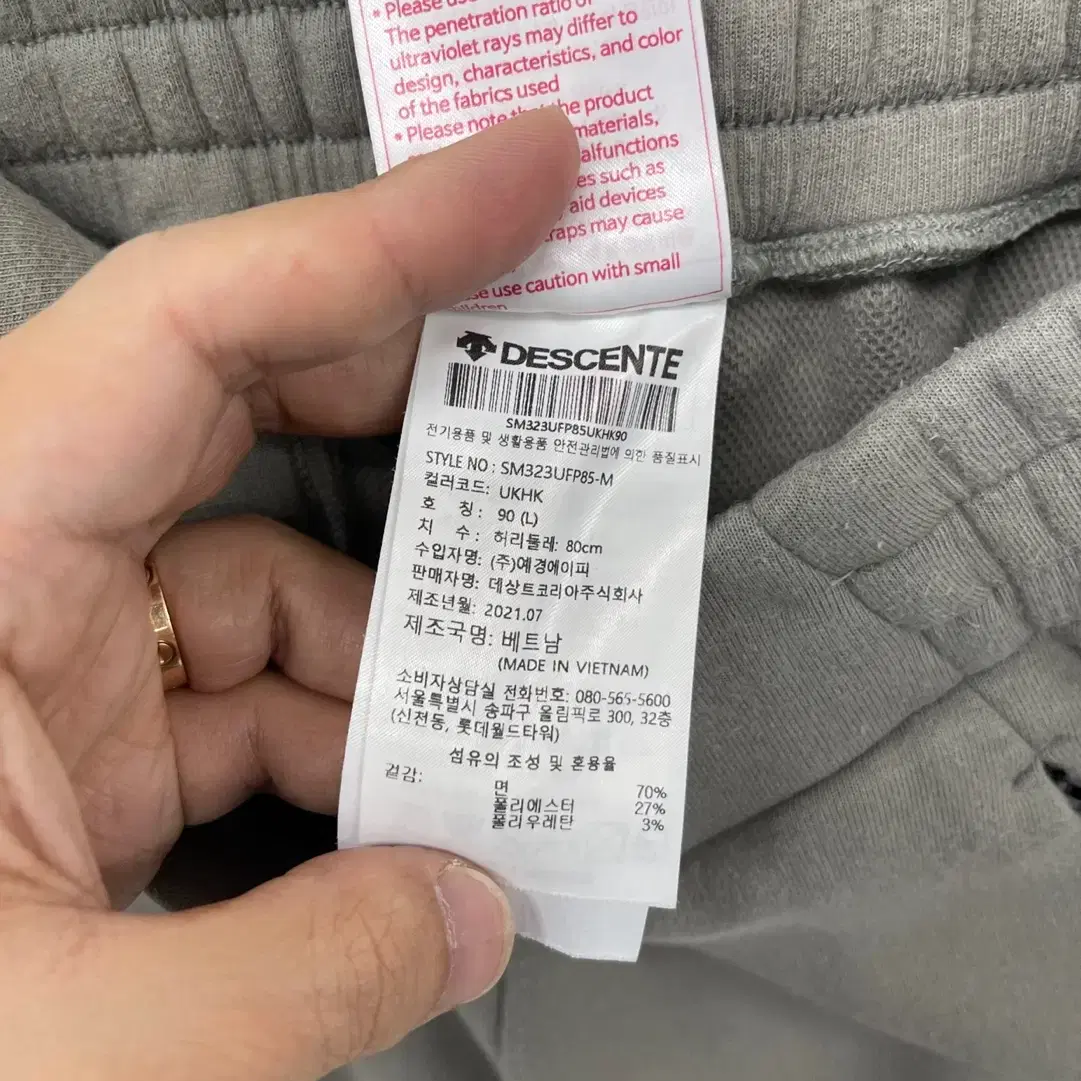 • Please use
The penetration ratio of
ultraviolet rays may differ to
design, characteristics, and color
of the fabrics used
• Please note that the product
materials,
alfunctions
es such as
aid devices
raps may cause
use caution with small
children
DESCENTE
SM323UFP85UKHK90
전기용품 및 생활용품 안전관리법에 의한 품질표시
STYLE NO : SM323UFP85-M
컬러코드: UKHK
호 칭: 90 (L)
치 수: 허리둘레: 80cm
수입자명: (주)예경에이피
판매자명: 데상트코리아주식회사
제조년월: 2021.07
제조국명: 베트남
(MADE IN VIETNAM)
소비자상담실 전화번호: 080-565-5600
서울특별시 송파구 올림픽로 300, 32층
(신천동, 롯데월드타워)
섬유의 조성 및 혼용율
겉감:
면 70%
폴리에스터 27%
폴리우레탄 3%